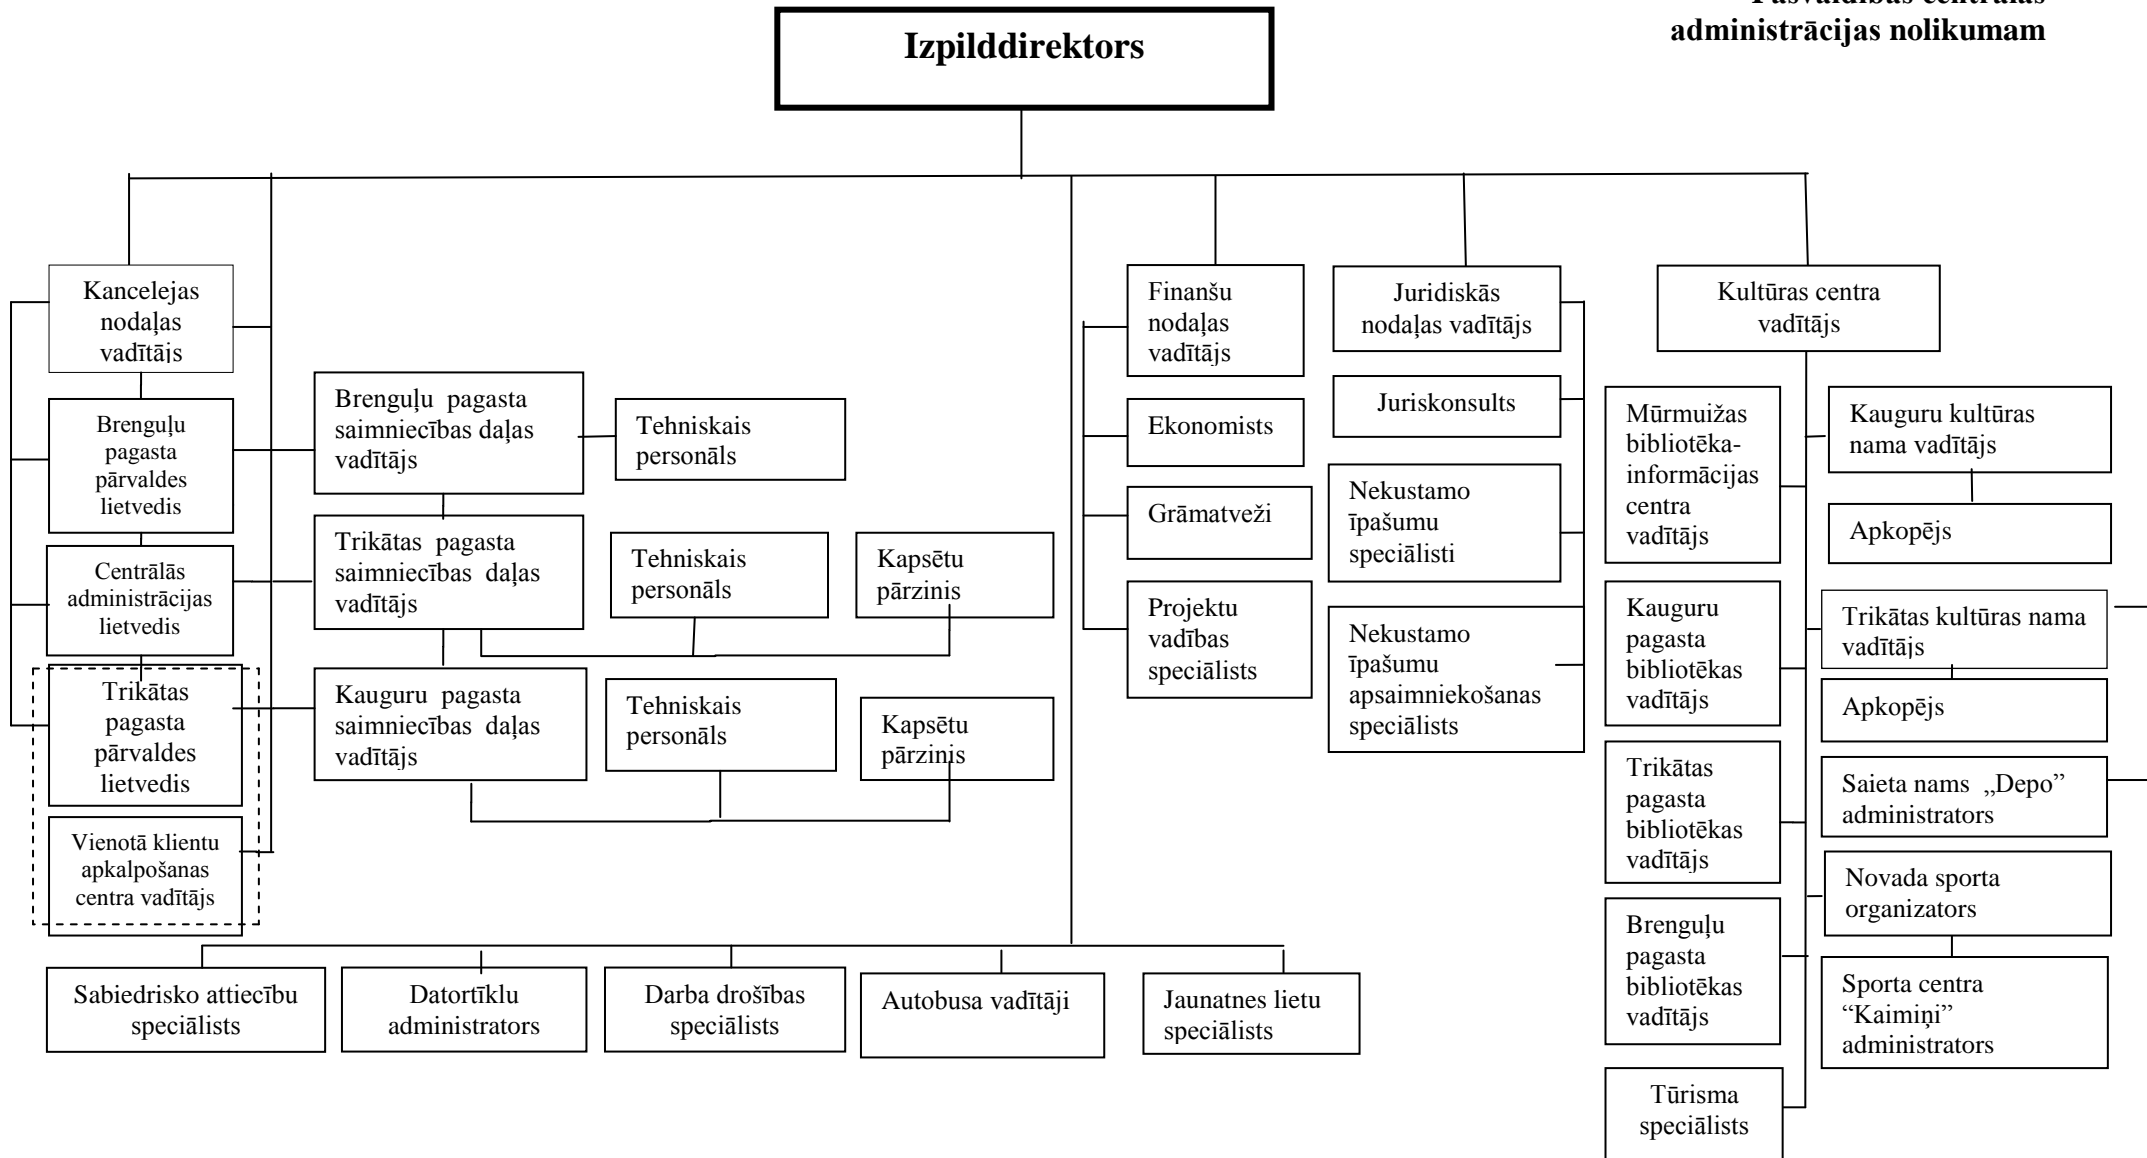 Pašvaldības centrālās
administrācijas nolikumam
Izpilddirektors
Kancelejas
nodaļas
vadītājs
Brenguļu
pagasta
pārvaldes
lietvedis
Centrālās
administrācijas
lietvedis
Trikātas
pagasta
pārvaldes
lietvedis
Vienotā klientu
apkalpošanas
centra vadītājs
Brenguļu pagasta
saimniecības daļas
vadītājs
Tehniskais
personāls
Trikātas pagasta
saimniecības daļas
vadītājs
Tehniskais
personāls
Kapsētu
pārzinis
Kauguru pagasta
saimniecības daļas
vadītājs
Tehniskais
personāls
Kapsētu
pārzinis
Finanšu
nodaļas
vadītājs
Ekonomists
Grāmatveži
Projektu
vadības
speciālists
Juridiskās
nodaļas vadītājs
Juriskonsults
Nekustamo
īpašumu
speciālisti
Nekustamo
īpašumu
apsaimniekošanas
speciālists
Kultūras centra
vadītājs
Mūrmuižas
bibliotēka-
informācijas
centra
vadītājs
Kauguru
pagasta
bibliotēkas
vadītājs
Trikātas
pagasta
bibliotēkas
vadītājs
Brenguļu
pagasta
bibliotēkas
vadītājs
Tūrisma
speciālists
Kauguru kultūras
nama vadītājs
Apkopējs
Trikātas kultūras nama
vadītājs
Apkopējs
Saieta nams „Depo”
administrators
Novada sporta
organizators
Sporta centra
“Kaimiņi”
administrators
Sabiedrisko attiecību
speciālists
Datortīklu
administrators
Darba drošības
speciālists
Autobusa vadītāji
Jaunatnes lietu
speciālists